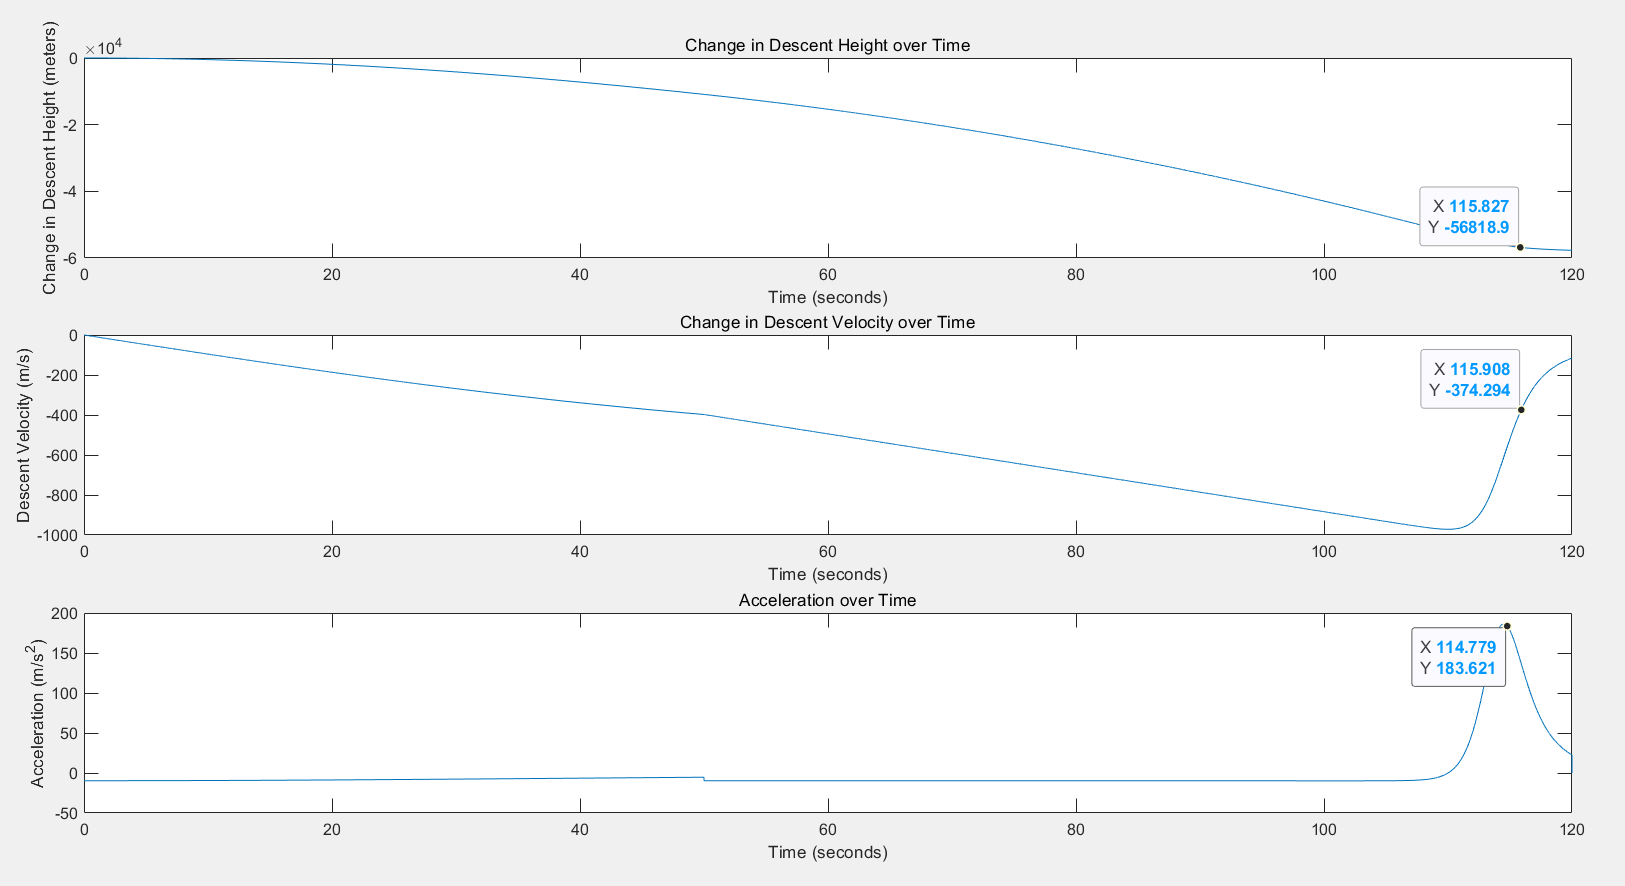 ×10^4
Change in Descent Height over Time
Change in Descent Height (meters)
0
-2
-4
-6
X 115.827
Y -56818.9
0 20 40 60 80 100 120
Time (seconds)
Change in Descent Velocity over Time
Descent Velocity (m/s)
0
-200
-400
-600
-800
-1000
X 115.908
Y -374.294
0 20 40 60 80 100 120
Time (seconds)
Acceleration over Time
Acceleration (m/s^2)
200
150
100
50
0
-50
X 114.779
Y 183.621
0 20 40 60 80 100 120
Time (seconds)